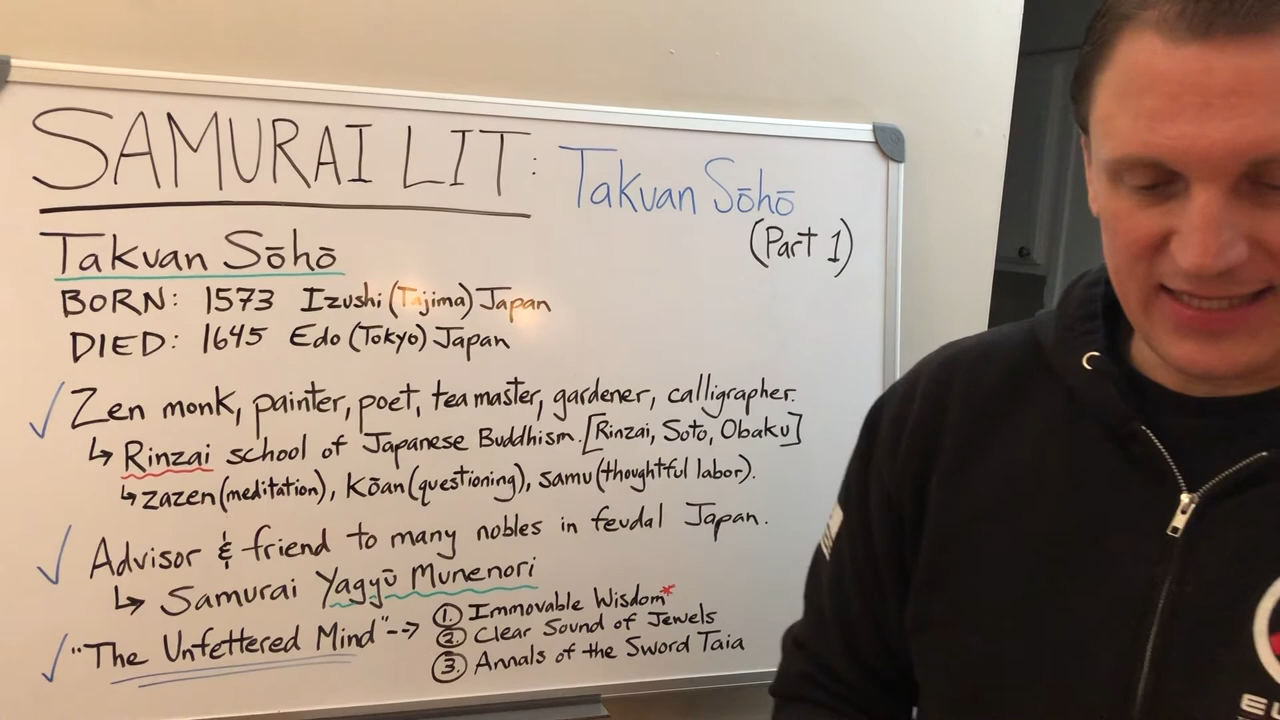 SAMURAI LIT: Takuan Sōhō
(Part 1)
Takuan Sōhō
BORN: 1573 Izushi (Tajima) Japan
DIED: 1645 Edo (Tokyo) Japan
✓ Zen monk, painter, poet, tea master, gardener, calligrapher.
↳ Rinzai school of Japanese Buddhism. [Rinzai, Soto, Obaku]
↳ zazen (meditation), Kōan (questioning), samu (thoughtful labor).
✓ Advisor & friend to many nobles in feudal Japan.
↳ Samurai Yagyū Munenori
✓ "The Unfettered Mind" --> ① Immovable Wisdom*
② Clear Sound of Jewels
③ Annals of the Sword Taia